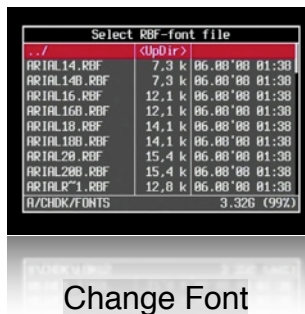 Select RBF-font file
../ <UpDir>
ARIAL14.RBF 7,3 k 06.08'08 01:38
ARIAL14B.RBF 7,3 k 06.08'08 01:38
ARIAL16.RBF 12,1 k 06.08'08 01:38
ARIAL16B.RBF 12,1 k 06.08'08 01:38
ARIAL18.RBF 14,1 k 06.08'08 01:38
ARIAL18B.RBF 14,1 k 06.08'08 01:38
ARIAL20.RBF 15,4 k 06.08'08 01:38
ARIAL20B.RBF 15,4 k 06.08'08 01:38
ARIALR~1.RBF 12,8 k 06.08'08 01:38
A/CHDK/FONTS 3.32G (99%)
Change Font